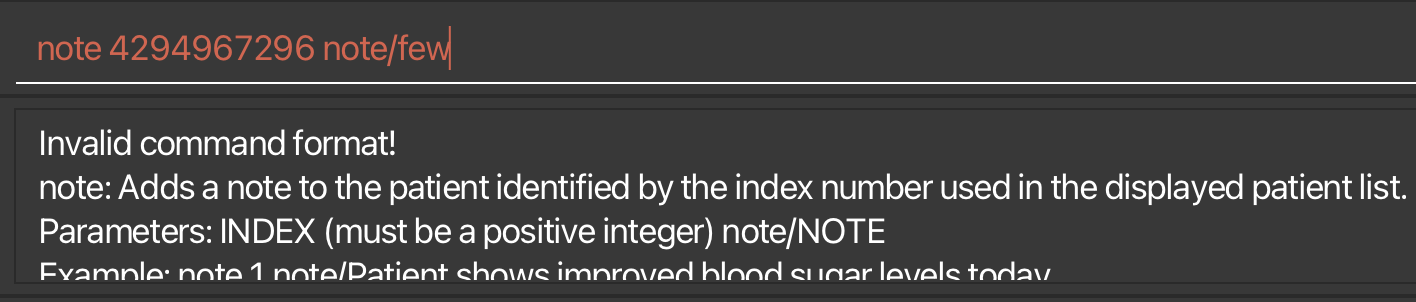 note 4294967296 note/few
Invalid command format!
note: Adds a note to the patient identified by the index number used in the displayed patient list.
Parameters: INDEX (must be a positive integer) note/NOTE
Example: note 1 note/Patient shows improved blood sugar levels today.